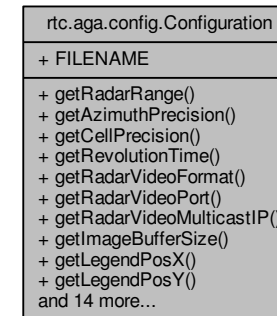 rtc.aga.config.Configuration
+ FILENAME
+ getRadarRange()
+ getAzimuthPrecision()
+ getCellPrecision()
+ getRevolutionTime()
+ getRadarVideoFormat()
+ getRadarVideoPort()
+ getRadarVideoMulticastIP()
+ getImageBufferSize()
+ getLegendPosX()
+ getLegendPosY()
and 14 more...